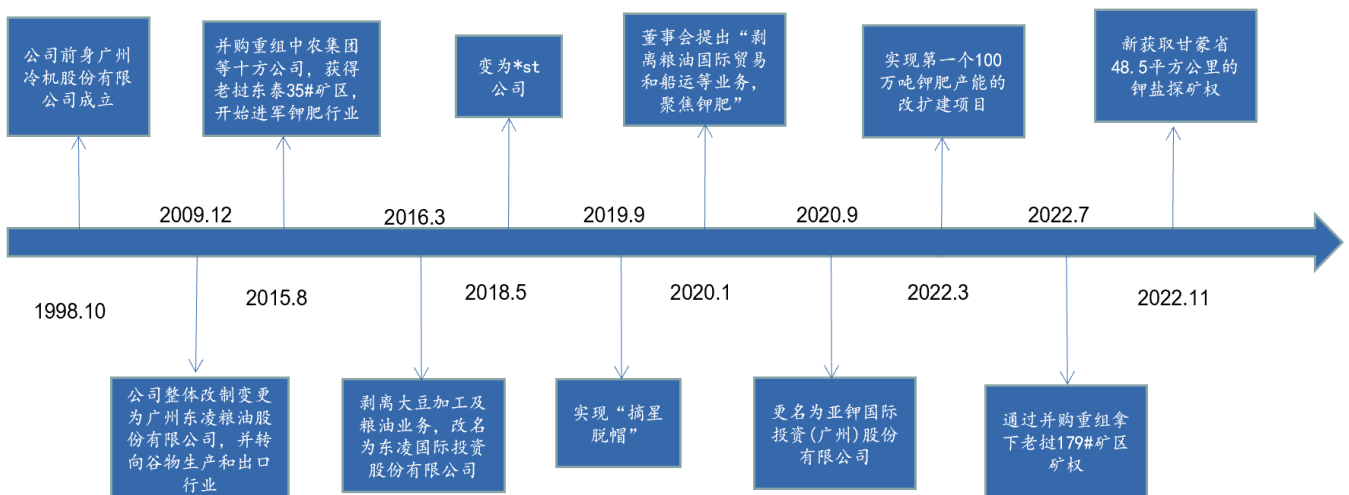 公司前身广州
冷机股份有限
公司成立
并购重组中农集团
等十方公司，获得
老挝东泰35#矿区，
开始进军钾肥行业
变为*st
公司
董事会提出“剥
离粮油国际贸易
和船运等业务，
聚焦钾肥”
实现第一个100
万吨钾肥产能的
改扩建项目
新获取甘蒙省
48.5平方公里的
钾盐探矿权
2009.12
2016.3
2019.9
2020.9
2022.7
1998.10
2015.8
2018.5
2020.1
2022.3
2022.11
公司整体改制变更
为广州东凌粮油股
份有限公司，并转
向谷物生产和出口
行业
剥离大豆加工及
粮油业务，改名
为东凌国际投资
股份有限公司
实现“摘星
脱帽”
更名为亚钾国际
投资(广州)股份
有限公司
通过并购重组拿
下老挝179#矿区
矿权